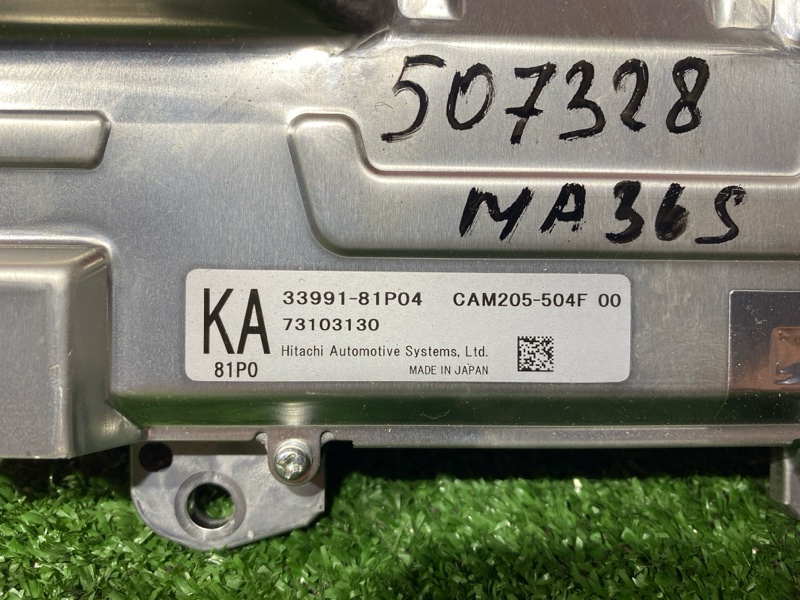 507328
MA36S
KA 33991-81P04 CAM205-504F 00
73103130
Hitachi Automotive Systems, Ltd.
81P0 MADE IN JAPAN